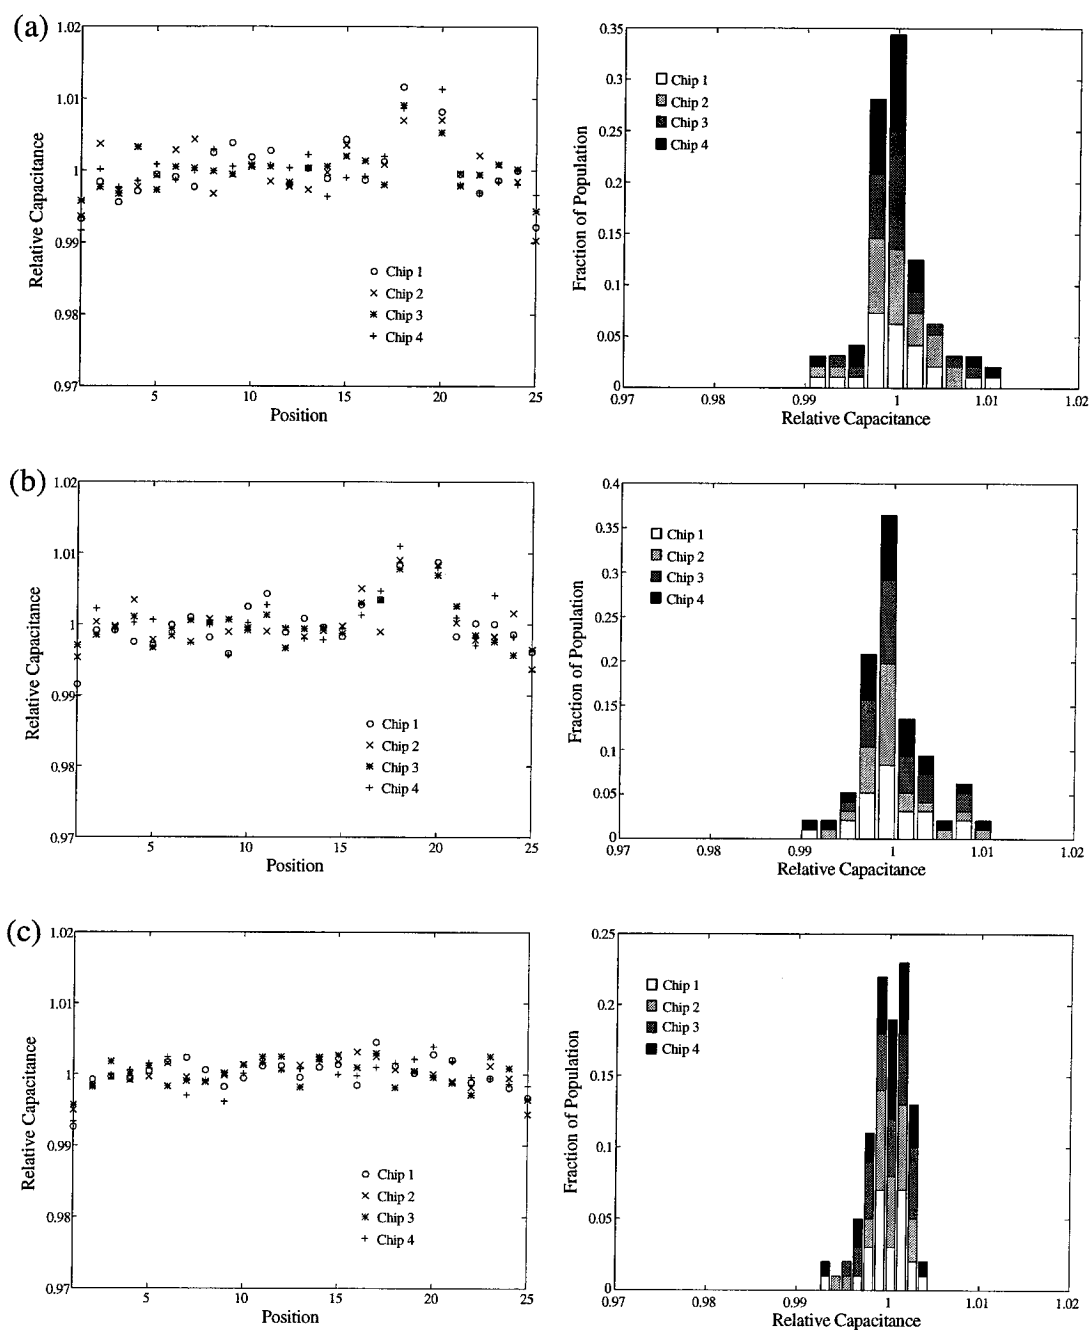 (a)
1.02
1.01
1
0.99
0.98
0.97
Relative Capacitance
Chip 1
Chip 2
Chip 3
Chip 4
5
10
15
20
25
Position
0.35
0.3
0.25
0.2
0.15
0.1
0.05
0
Fraction of Population
Chip 1
Chip 2
Chip 3
Chip 4
0.97
0.98
0.99
1
1.01
1.02
Relative Capacitance
(b)
1.02
1.01
1
0.99
0.98
0.97
Relative Capacitance
Chip 1
Chip 2
Chip 3
Chip 4
5
10
15
20
25
Position
0.4
0.35
0.3
0.25
0.2
0.15
0.1
0.05
0
Fraction of Population
Chip 1
Chip 2
Chip 3
Chip 4
0.97
0.98
0.99
1
1.01
1.02
Relative Capacitance
(c)
1.02
1.01
1
0.99
0.98
0.97
Relative Capacitance
Chip 1
Chip 2
Chip 3
Chip 4
5
10
15
20
25
Position
0.25
0.2
0.15
0.1
0.05
0
Fraction of Population
Chip 1
Chip 2
Chip 3
Chip 4
0.97
0.98
0.99
1
1.01
1.02
Relative Capacitance